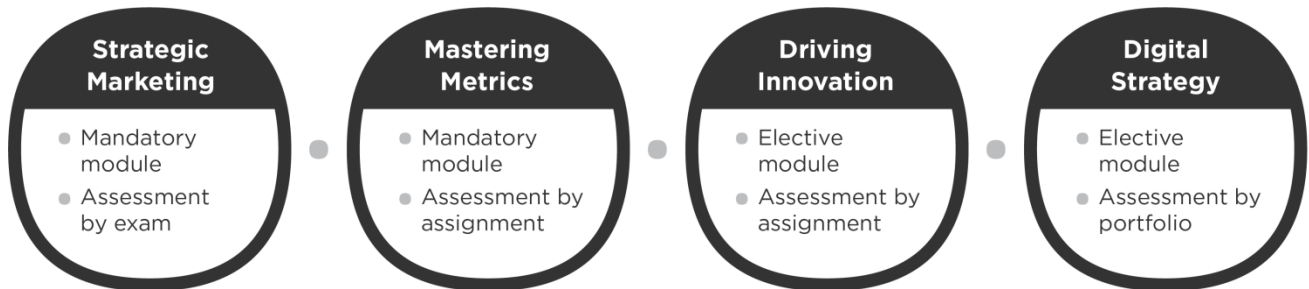 Strategic
Marketing
Mandatory
module
Assessment
by exam
Mastering
Metrics
Mandatory
module
Assessment by
assignment
Driving
Innovation
Elective
module
Assessment by
assignment
Digital
Strategy
Elective
module
Assessment by
portfolio